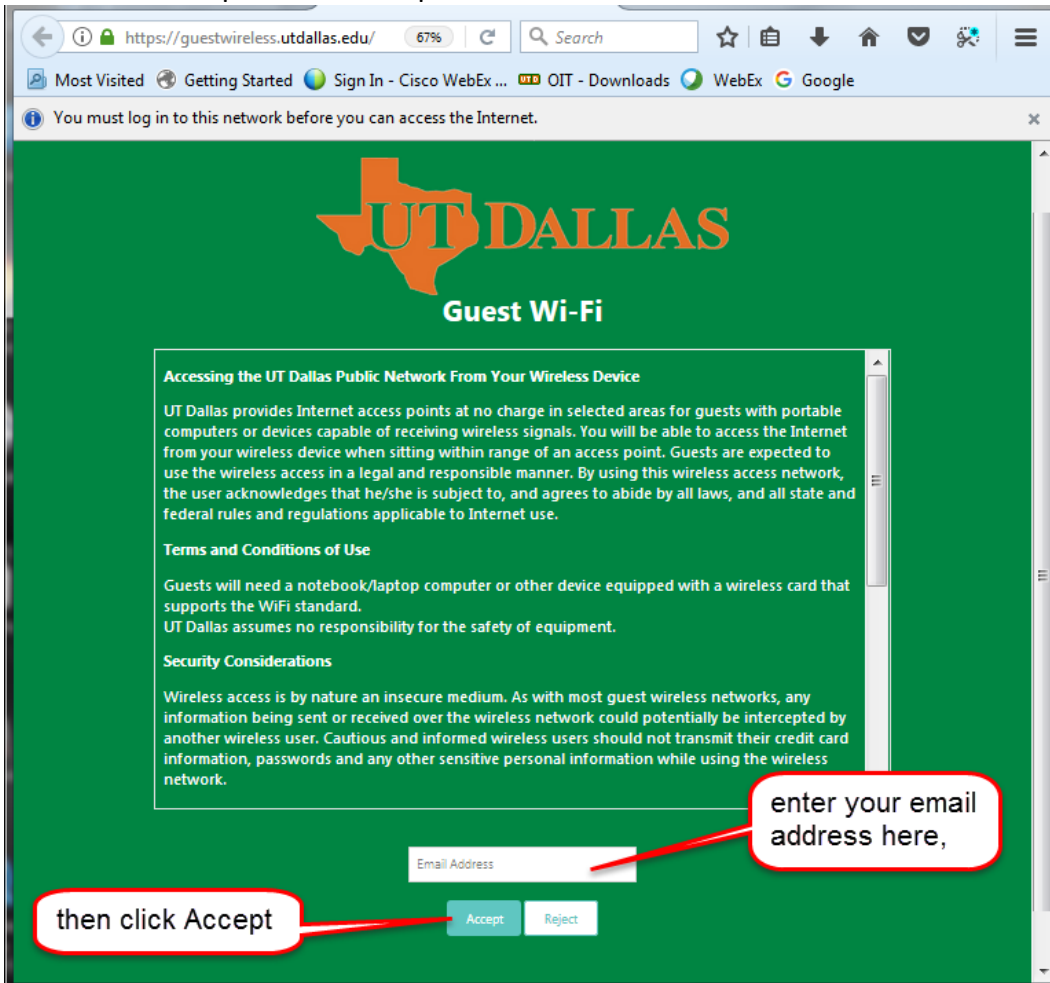 https://guestwireless.utdallas.edu/ 67% Search
Most Visited Getting Started Sign In - Cisco WebEx ... UTD OIT - Downloads WebEx G Google
You must log in to this network before you can access the Internet.
UT DALLAS
Guest Wi-Fi
Accessing the UT Dallas Public Network From Your Wireless Device
UT Dallas provides Internet access points at no charge in selected areas for guests with portable
computers or devices capable of receiving wireless signals. You will be able to access the Internet
from your wireless device when sitting within range of an access point. Guests are expected to
use the wireless access in a legal and responsible manner. By using this wireless access network,
the user acknowledges that he/she is subject to, and agrees to abide by all laws, and all state and
federal rules and regulations applicable to Internet use.
Terms and Conditions of Use
Guests will need a notebook/laptop computer or other device equipped with a wireless card that
supports the WiFi standard.
UT Dallas assumes no responsibility for the safety of equipment.
Security Considerations
Wireless access is by nature an insecure medium. As with most guest wireless networks, any
information being sent or received over the wireless network could potentially be intercepted by
another wireless user. Cautious and informed wireless users should not transmit their credit card
information, passwords and any other sensitive personal information while using the wireless
network.
enter your email
address here,
Email Address
then click Accept
Accept Reject